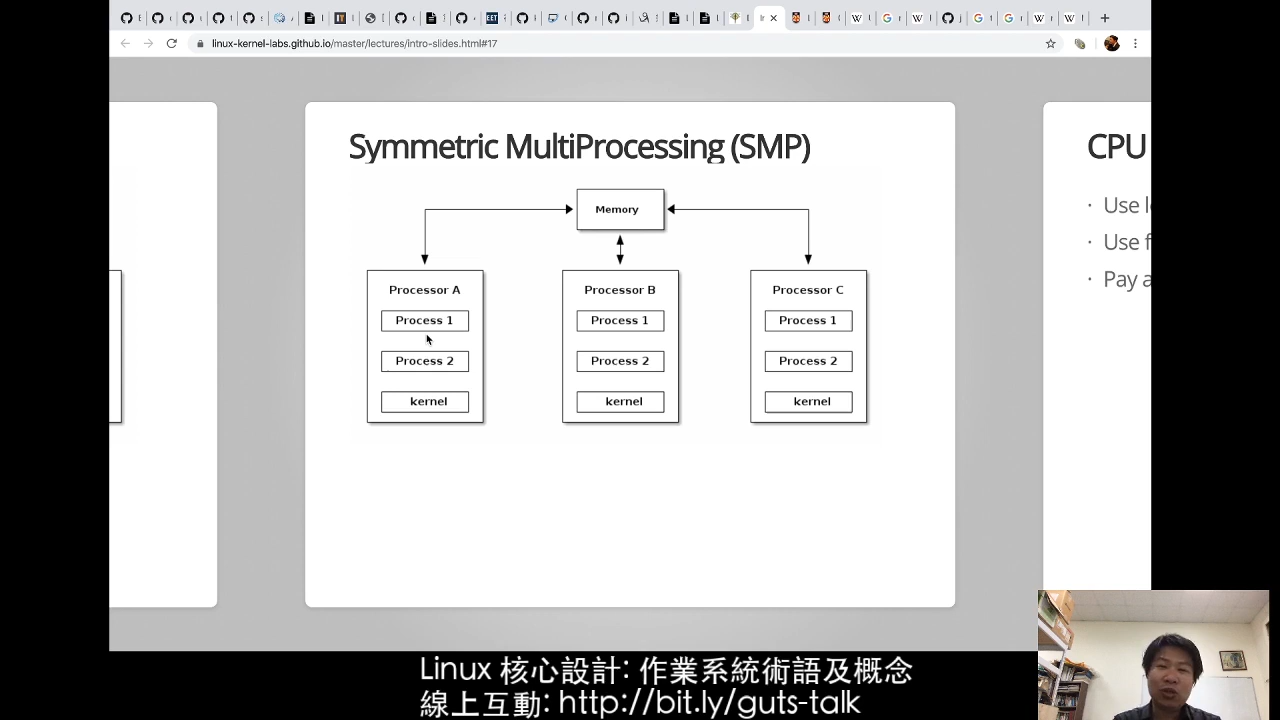 linux-kernel-labs.github.io/master/lectures/intro-slides.html#17
Symmetric MultiProcessing (SMP)
Memory
Processor A
Process 1
Process 2
kernel
Processor B
Process 1
Process 2
kernel
Processor C
Process 1
Process 2
kernel
CPU
· Use
· Use
· Pay
Linux 核心設計: 作業系統術語及概念
線上互動: http://bit.ly/guts-talk